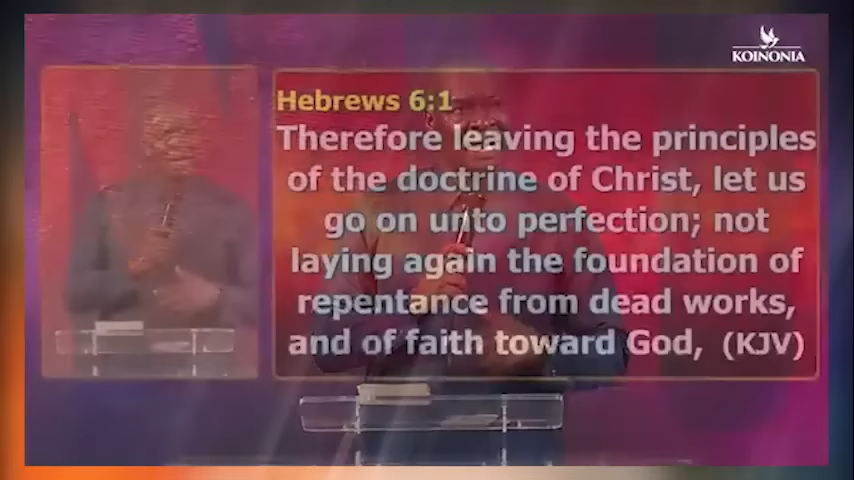 KOINONIA
Hebrews 6:1
Therefore leaving the principles
of the doctrine of Christ, let us
go on unto perfection; not
laying again the foundation of
repentance from dead works,
and of faith toward God, (KJV)